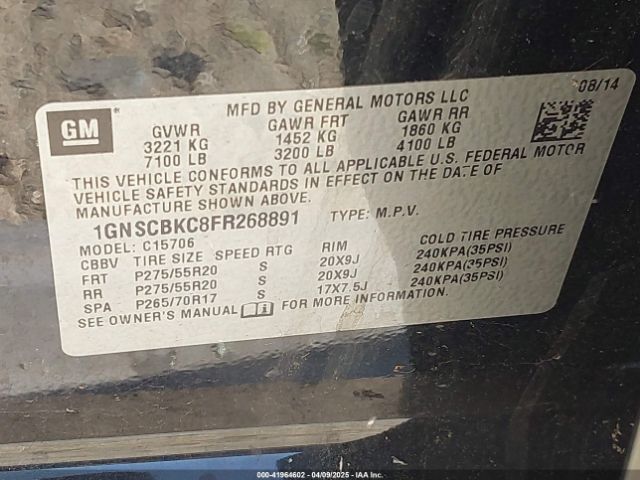 MFD BY GENERAL MOTORS LLC
08/14
GM
GVWR GAWR FRT GAWR RR
3221 KG 1452 KG 1860 KG
7100 LB 3200 LB 4100 LB
THIS VEHICLE CONFORMS TO ALL APPLICABLE U.S. FEDERAL MOTOR
VEHICLE SAFETY STANDARDS IN EFFECT ON THE DATE OF
MANUFACTURE SHOWN ABOVE.
1GNSCBKC8FR268891 TYPE: M.P.V.
MODEL: C15706
CBBV TIRE SIZE SPEED RTG RIM COLD TIRE PRESSURE
FRT P275/55R20 S 20X9J 240KPA(35PSI)
RR P275/55R20 S 20X9J 240KPA(35PSI)
SPA P265/70R17 S 17X7.5J 240KPA(35PSI)
SEE OWNER'S MANUAL FOR MORE INFORMATION.
000-41964602 - 04/09/2025 - IAA Inc.